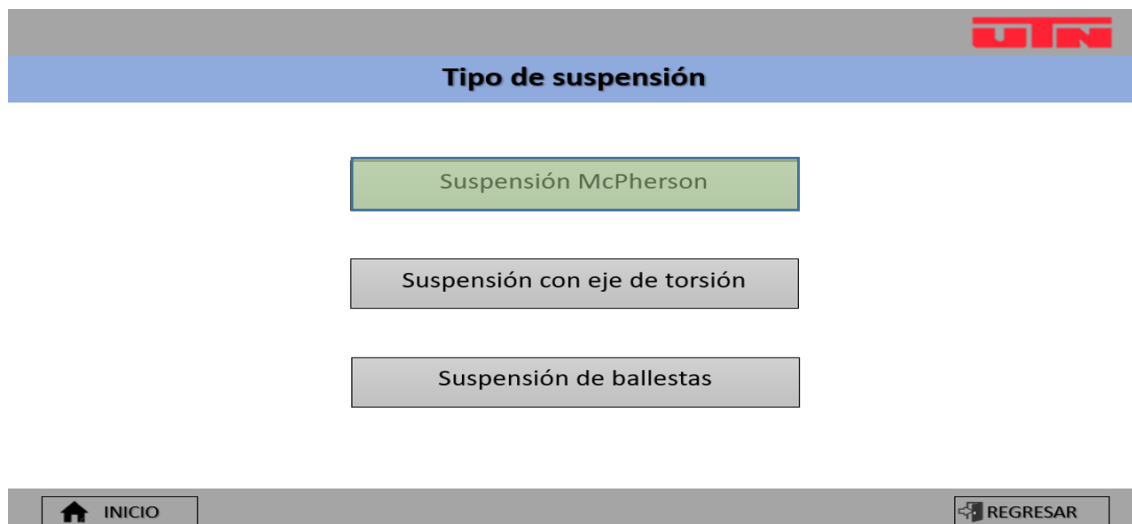 UTN
Tipo de suspensión
Suspensión McPherson
Suspensión con eje de torsión
Suspensión de ballestas
INICIO
REGRESAR